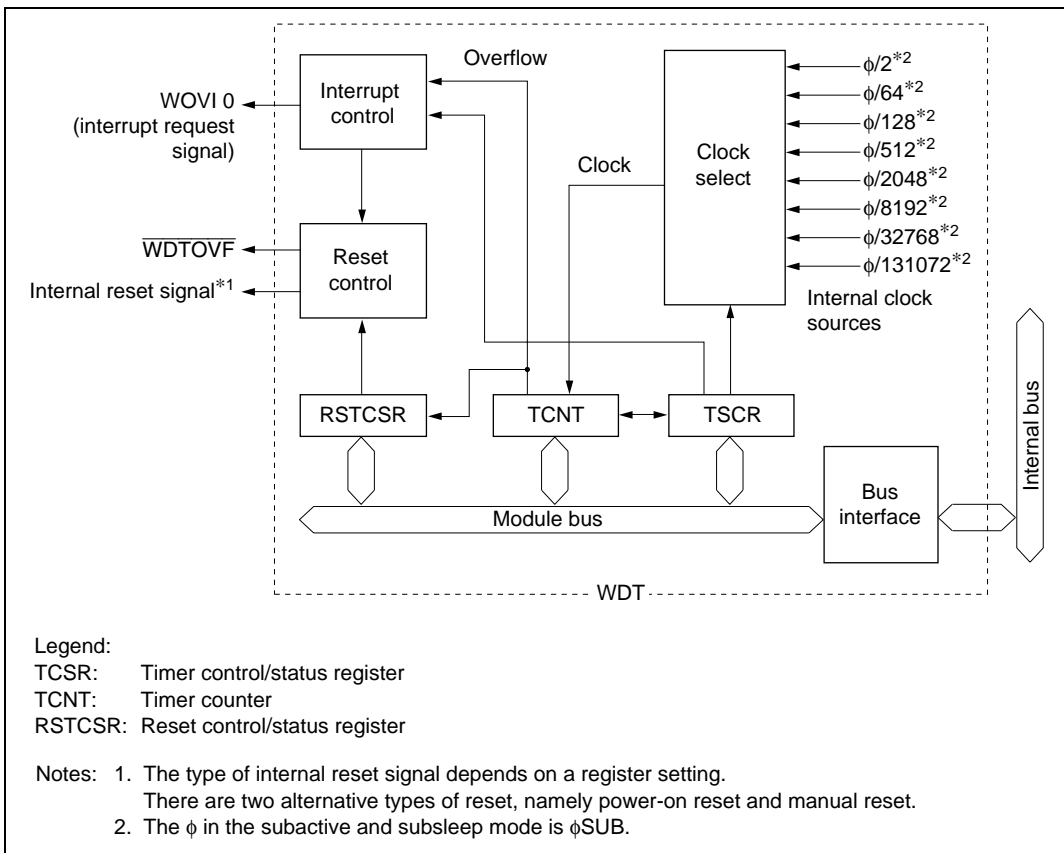 Overflow
Interrupt
control
WOVI 0
(interrupt request
signal)
Clock
Clock
select
ϕ/2*2
ϕ/64*2
ϕ/128*2
ϕ/512*2
ϕ/2048*2
ϕ/8192*2
ϕ/32768*2
ϕ/131072*2
Internal clock
sources
WDTOVF
Internal reset signal*1
Reset
control
RSTCSR
TCNT
TSCR
Module bus
Bus
interface
Internal bus
WDT
Legend:
TCSR: Timer control/status register
TCNT: Timer counter
RSTCSR: Reset control/status register
Notes: 1. The type of internal reset signal depends on a register setting.
There are two alternative types of reset, namely power-on reset and manual reset.
2. The ϕ in the subactive and subsleep mode is ϕSUB.